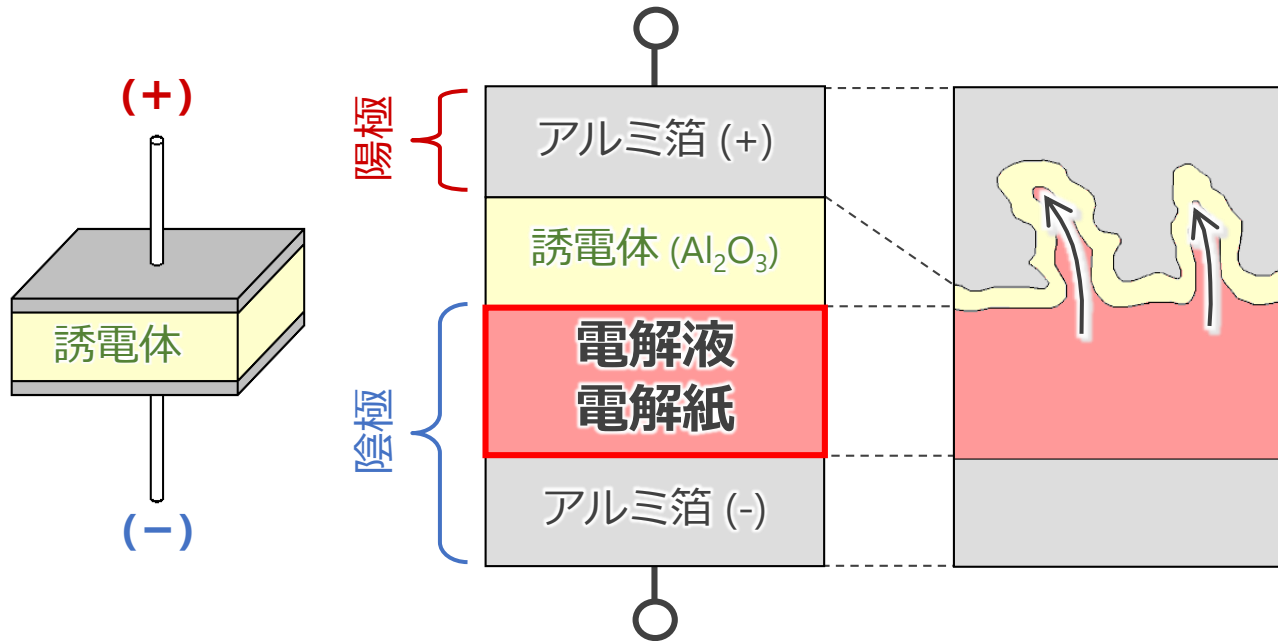 (+)
誘電体
(−)
陽極
陰極
アルミ箔 (+)
誘電体 (Al₂O₃)
電解液
電解紙
アルミ箔 (-)